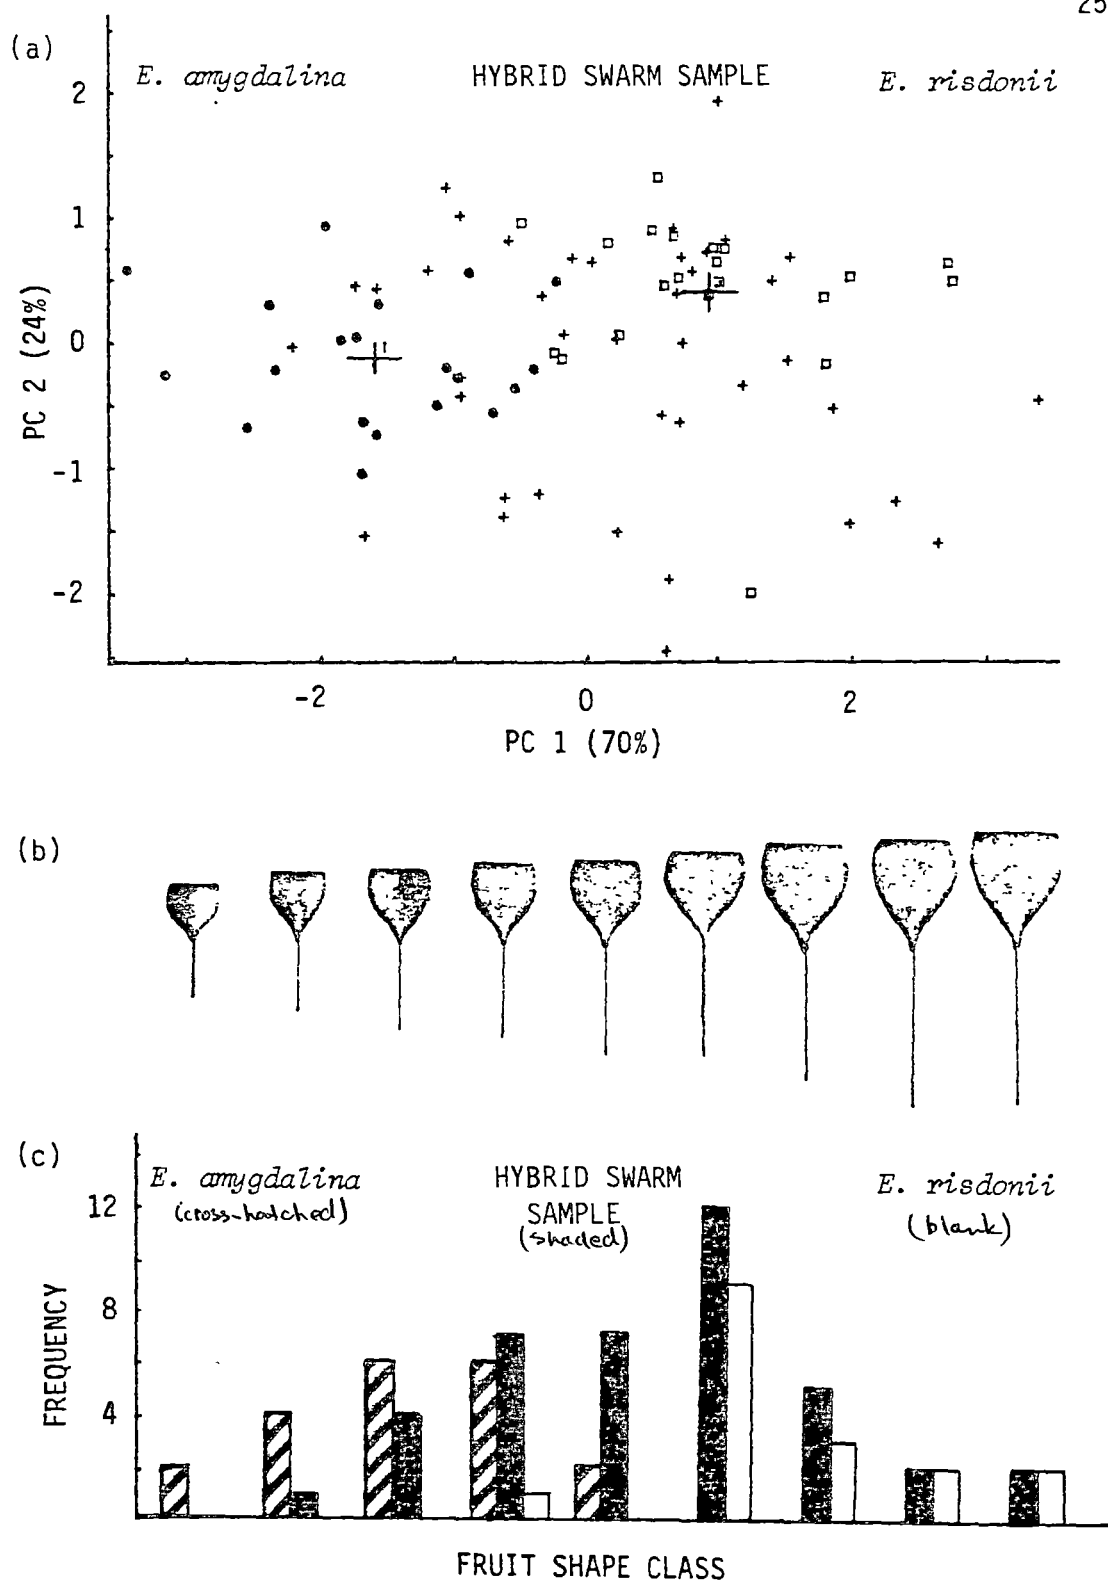 25
(a)
E. amygdalina HYBRID SWARM SAMPLE E. risdonii
2
1
0
-1
-2
PC 2 (24%)
-2 0 2
PC 1 (70%)
(b)
(c)
E. amygdalina HYBRID SWARM E. risdonii
(cross-hatched) SAMPLE (blank)
(shaded)
12
8
4
FREQUENCY
FRUIT SHAPE CLASS